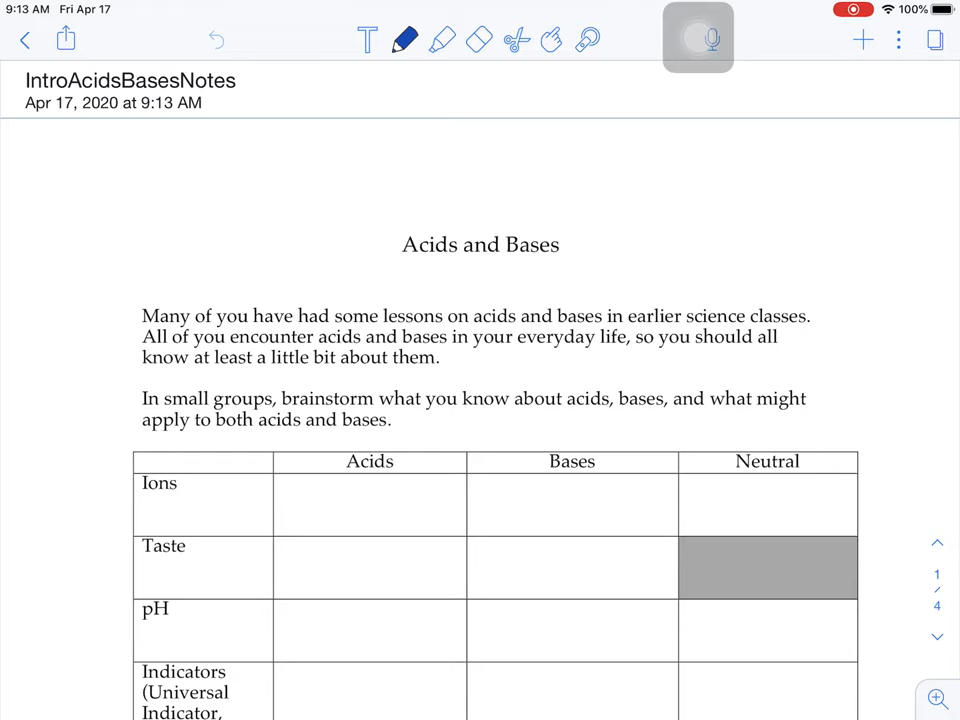 9:13 AM Fri Apr 17
100%
T
IntroAcidsBasesNotes
Apr 17, 2020 at 9:13 AM
Acids and Bases
Many of you have had some lessons on acids and bases in earlier science classes.
All of you encounter acids and bases in your everyday life, so you should all
know at least a little bit about them.
In small groups, brainstorm what you know about acids, bases, and what might
apply to both acids and bases.
Acids Bases Neutral
Ions
Taste
pH
Indicators
(Universal
Indicator,
1
/
4